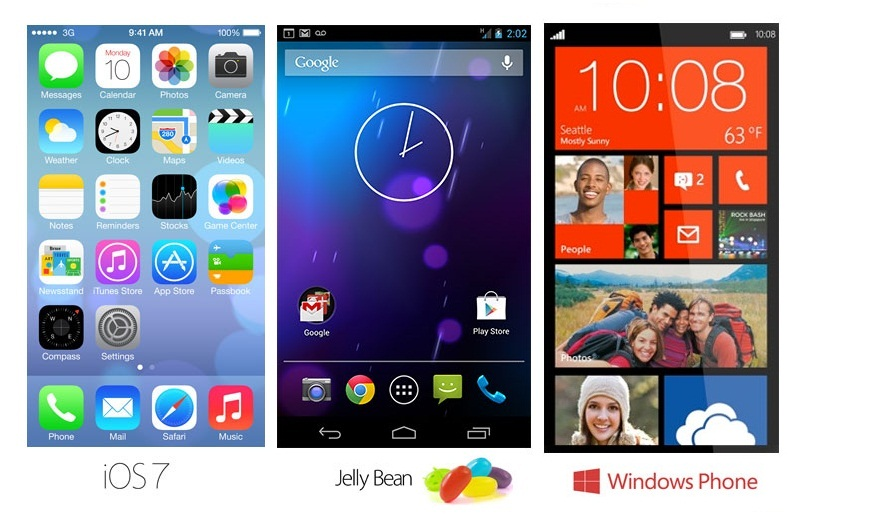 3G 9:41 AM 100%
Monday
10
Messages Calendar Photos Camera
280
Weather Clock Maps Videos
Notes Reminders Stocks Game Center
Newsstand iTunes Store App Store Passbook
Compass Settings
Phone Mail Safari Music
iOS 7
1 H 2:02
Google
Google Play Store
Jelly Bean
10:08
10:08
AM
Seattle
Mostly Sunny 63 °F
2
ROCK BASH
People
Photos
Windows Phone